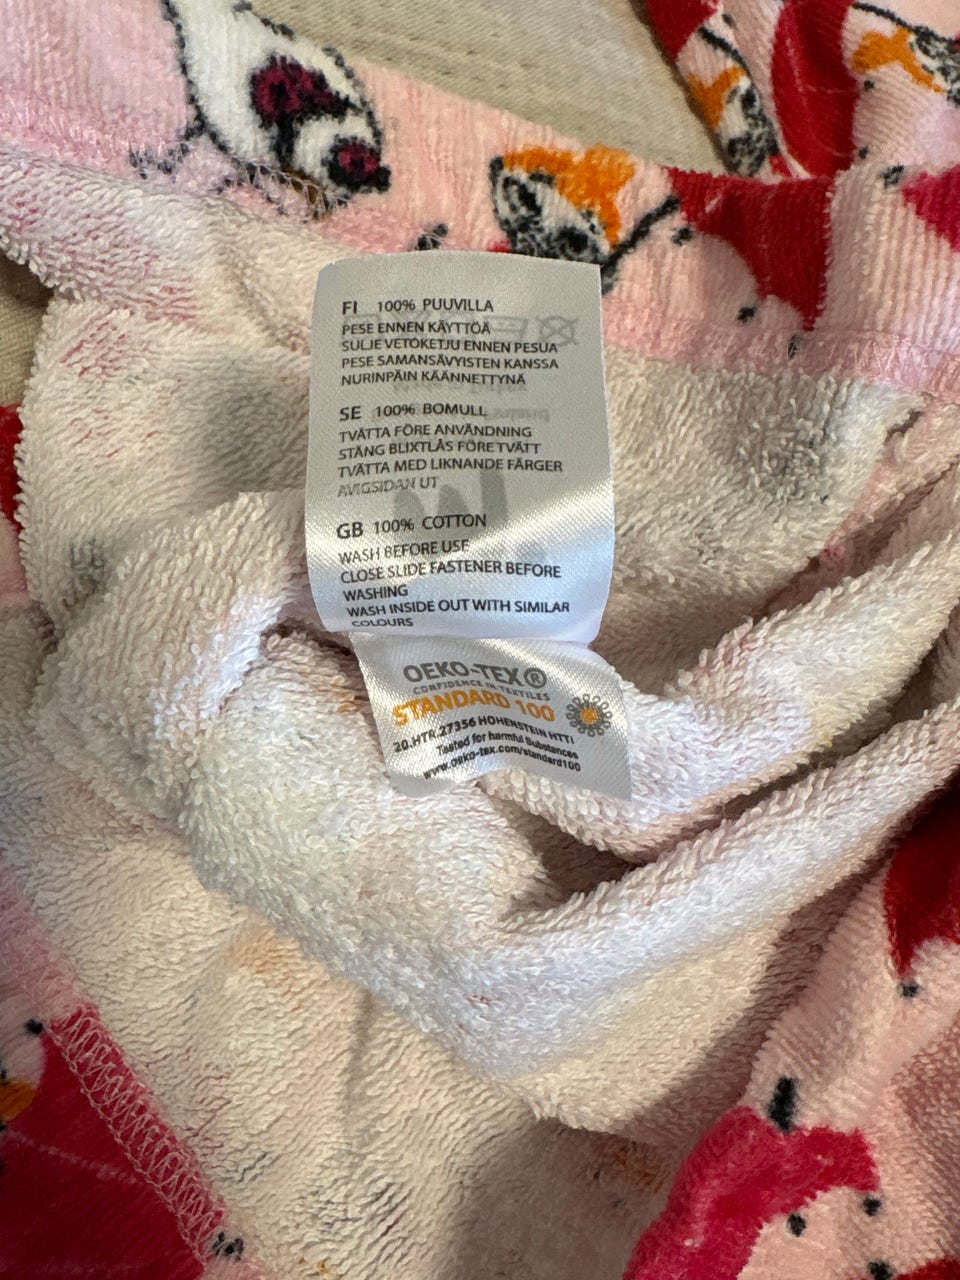 FI 100% PUUVILLA
PESE ENNEN KÄYTTÖÄ
SULJE VETOKETJU ENNEN PESUA
PESE SAMANSÄVYISTEN KANSSA
NURINPÄIN KÄÄNNETTYNÄ
SE 100% BOMULL
TVÄTTA FÖRE ANVÄNDNING
STÄNG BLIXTLÅS FÖRE TVÄTT
TVÄTTA MED LIKNANDE FÄRGER
AVIGSIDAN UT
GB 100% COTTON
WASH BEFORE USE
CLOSE SLIDE FASTENER BEFORE
WASHING
WASH INSIDE OUT WITH SIMILAR
COLOURS
OEKO-TEX®
CONFIDENCE IN TEXTILES
STANDARD 100
20.HTR.27356 HOHENSTEIN HTTI
Tested for harmful Substances
www.oeko-tex.com/standard100